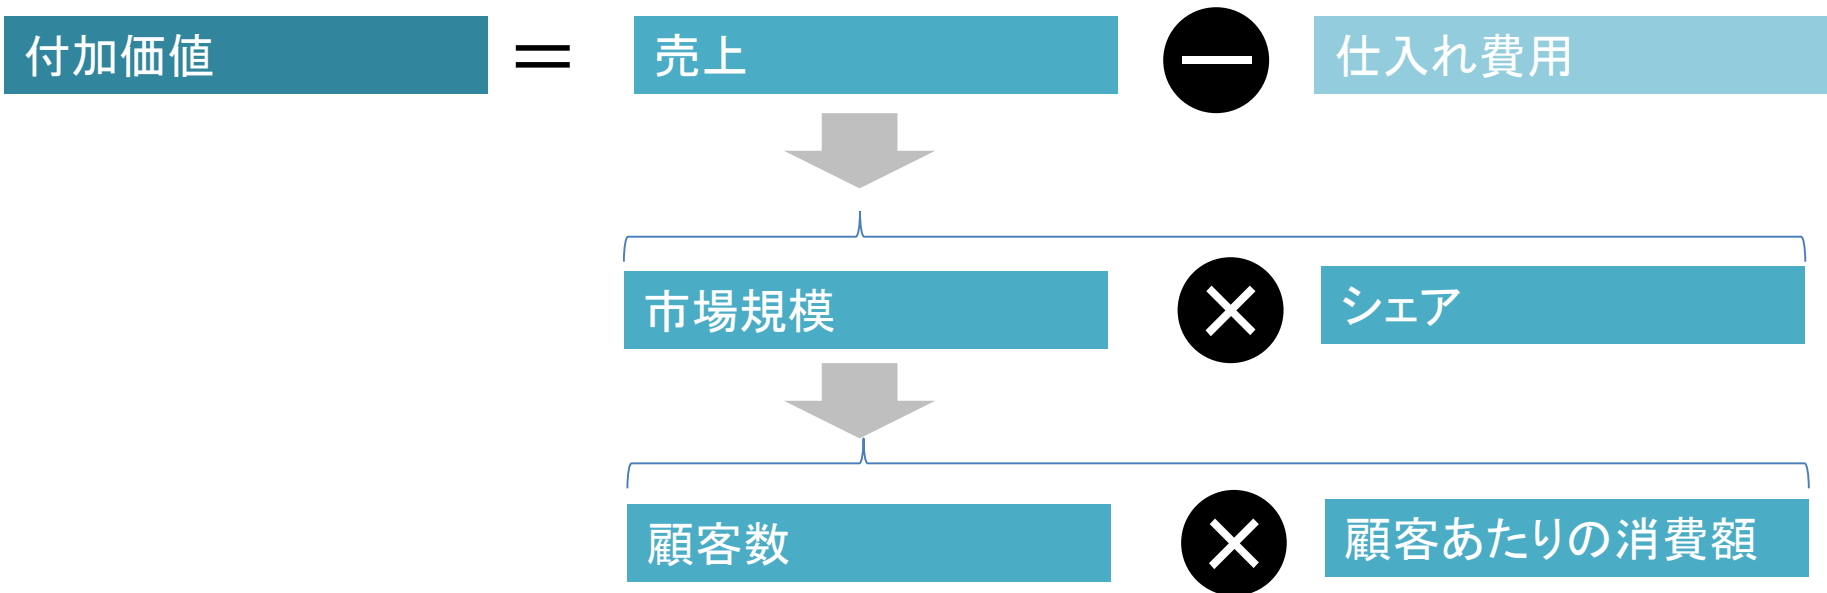 付加価値 ＝ 売上 － 仕入れ費用
市場規模 × シェア
顧客数 × 顧客あたりの消費額